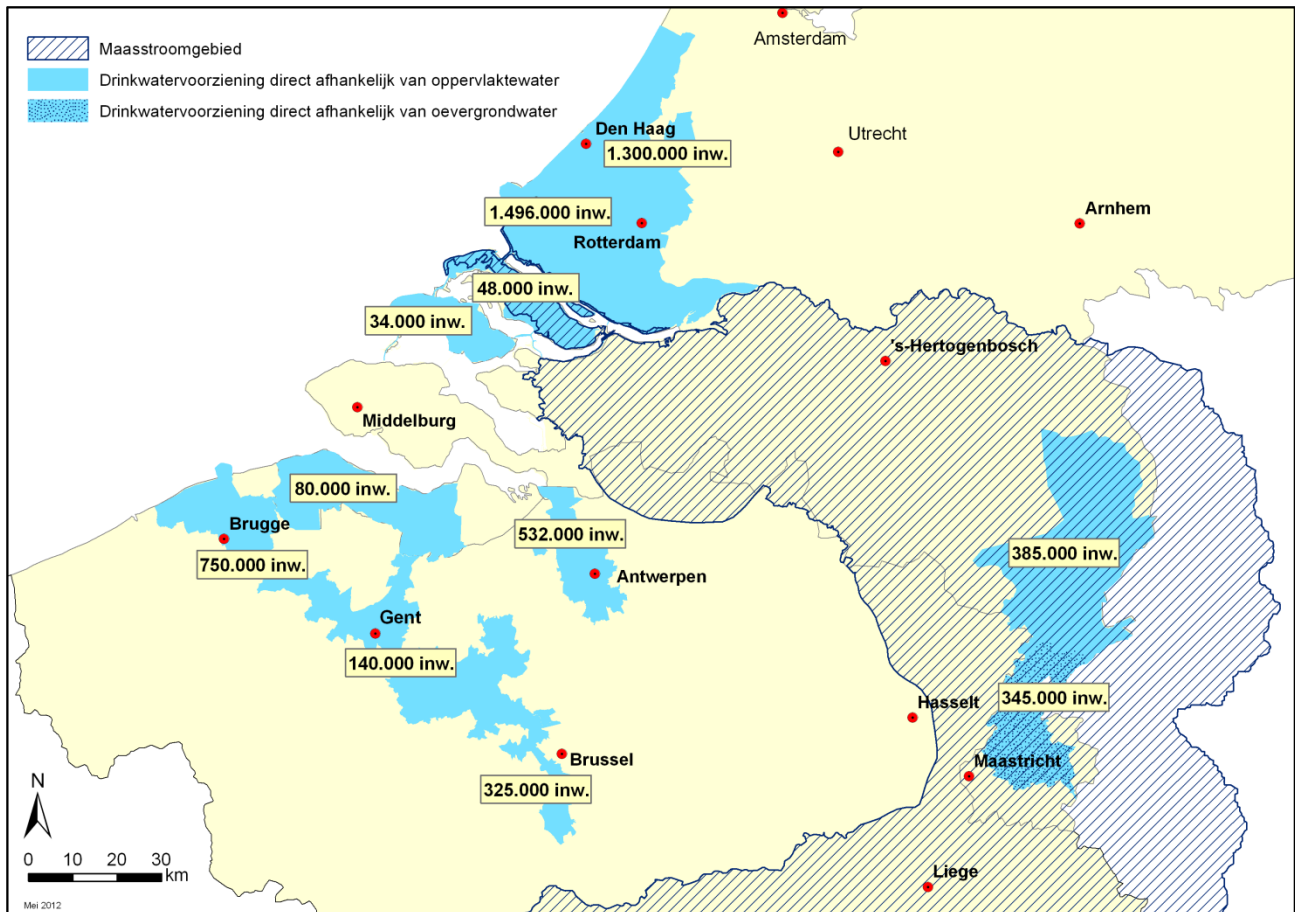 Maasstroomgebied
Drinkwatervoorziening direct afhankelijk van oppervlaktewater
Drinkwatervoorziening direct afhankelijk van oevergrondwater
Amsterdam
Den Haag
1.300.000 inw.
Utrecht
1.496.000 inw.
Rotterdam
Arnhem
48.000 inw.
34.000 inw.
's-Hertogenbosch
Middelburg
80.000 inw.
Brugge
750.000 inw.
532.000 inw.
Antwerpen
385.000 inw.
Gent
140.000 inw.
345.000 inw.
Hasselt
Maastricht
Brussel
325.000 inw.
Liege
N
0 10 20 30
km
Mei 2012